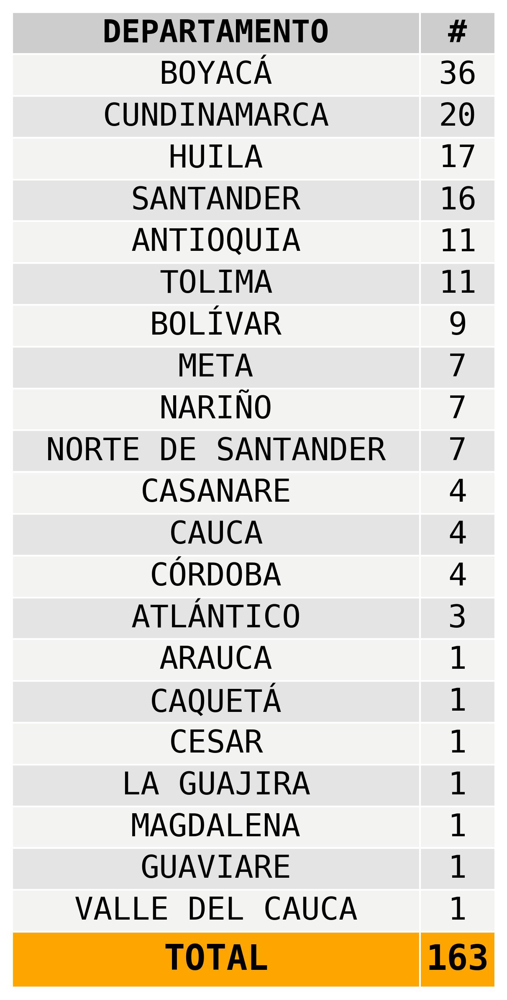 DEPARTAMENTO #
BOYACÁ 36
CUNDINAMARCA 20
HUILA 17
SANTANDER 16
ANTIOQUIA 11
TOLIMA 11
BOLÍVAR 9
META 7
NARIÑO 7
NORTE DE SANTANDER 7
CASANARE 4
CAUCA 4
CÓRDOBA 4
ATLÁNTICO 3
ARAUCA 1
CAQUETÁ 1
CESAR 1
LA GUAJIRA 1
MAGDALENA 1
GUAVIARE 1
VALLE DEL CAUCA 1
TOTAL 163